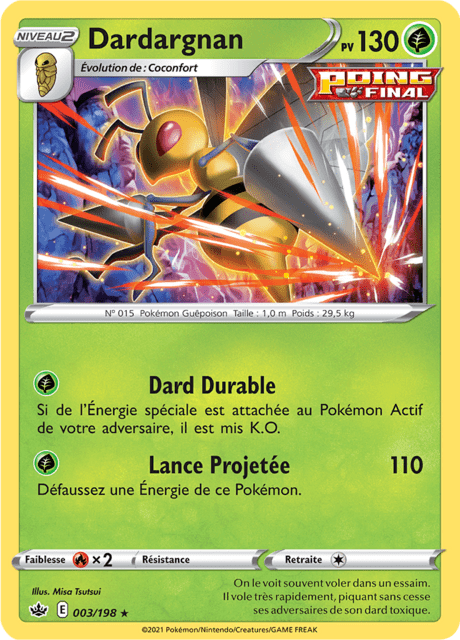 NIVEAU 2
Dardargnan
PV 130
Évolution de : Coconfort
POING
FINAL
Nº 015 Pokémon Guêpoison Taille : 1,0 m Poids : 29,5 kg
Dard Durable
Si de l'Énergie spéciale est attachée au Pokémon Actif
de votre adversaire, il est mis K.O.
Lance Projetée 110
Défaussez une Énergie de ce Pokémon.
Faiblesse ×2 Résistance Retraite
Illus. Misa Tsutsui
E 003/198 ★
On le voit souvent voler dans un essaim.
Il vole très rapidement, piquant sans cesse
ses adversaires de son dard toxique.
©2021 Pokémon/Nintendo/Creatures/GAME FREAK